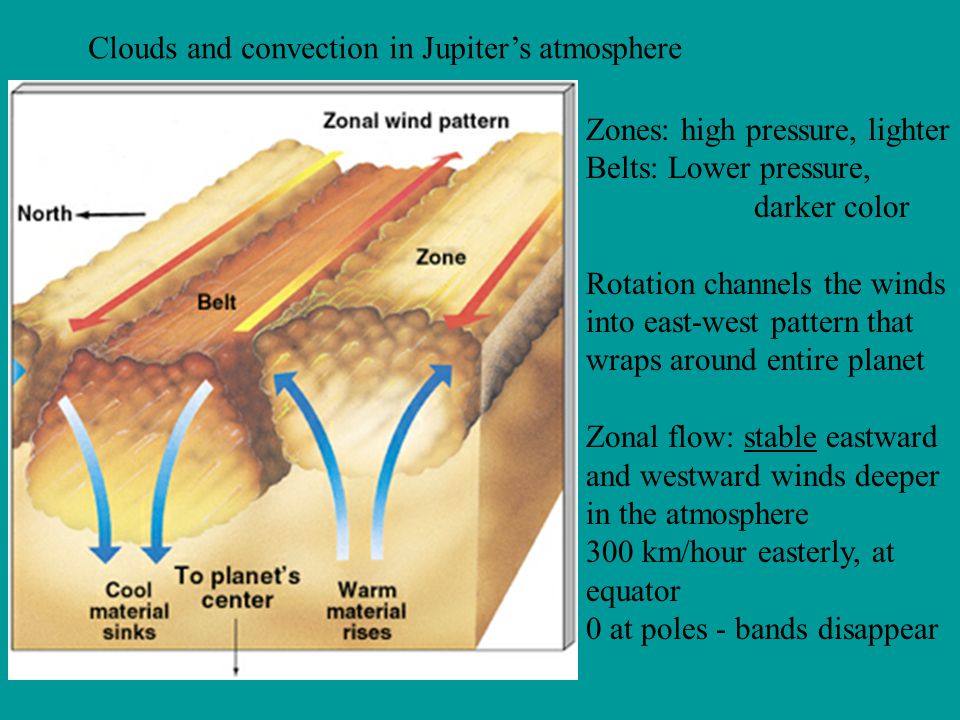 Clouds and convection in Jupiter’s atmosphere
Zonal wind pattern
North
Zone
Belt
Cool
material
sinks
To planet's
center
Warm
material
rises
Zones: high pressure, lighter
Belts: Lower pressure,
darker color
Rotation channels the winds
into east-west pattern that
wraps around entire planet
Zonal flow: stable eastward
and westward winds deeper
in the atmosphere
300 km/hour easterly, at
equator
0 at poles - bands disappear